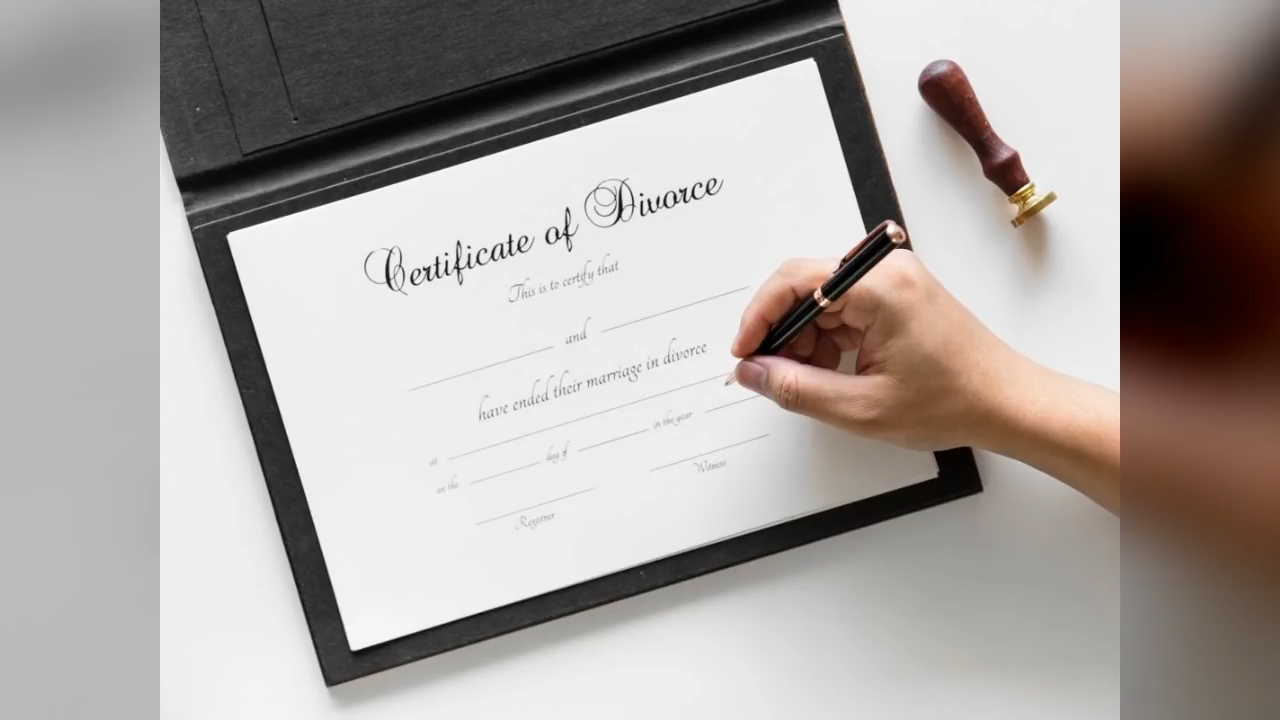 Certificate of Divorce
This is to certify that
and
have ended their marriage in divorce
at
on the day of in the year
Registrar Witness